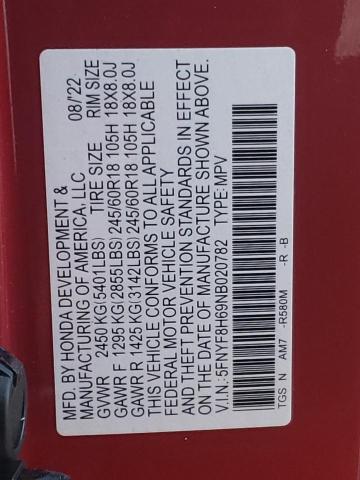 MFD. BY HONDA DEVELOPMENT &
MANUFACTURING OF AMERICA, LLC 08/22
GVWR 2450 KG(5401LBS) TIRE SIZE RIM SIZE
GAWR F 1295 KG(2855LBS) 245/60R18 105H 18X8.0J
GAWR R 1425 KG(3142LBS) 245/60R18 105H 18X8.0J
THIS VEHICLE CONFORMS TO ALL APPLICABLE
FEDERAL MOTOR VEHICLE SAFETY
AND THEFT PREVENTION STANDARDS IN EFFECT
ON THE DATE OF MANUFACTURE SHOWN ABOVE.
V.I.N.:5FNYF8H69NB020782 TYPE:MPV
TGS N AM7 -R580M -R -B